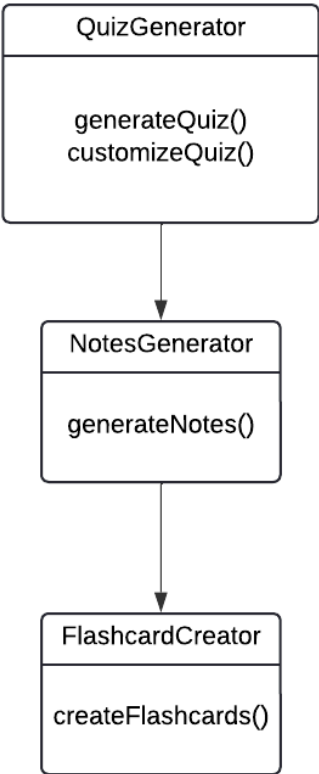 QuizGenerator
generateQuiz()
customizeQuiz()
NotesGenerator
generateNotes()
FlashcardCreator
createFlashcards()